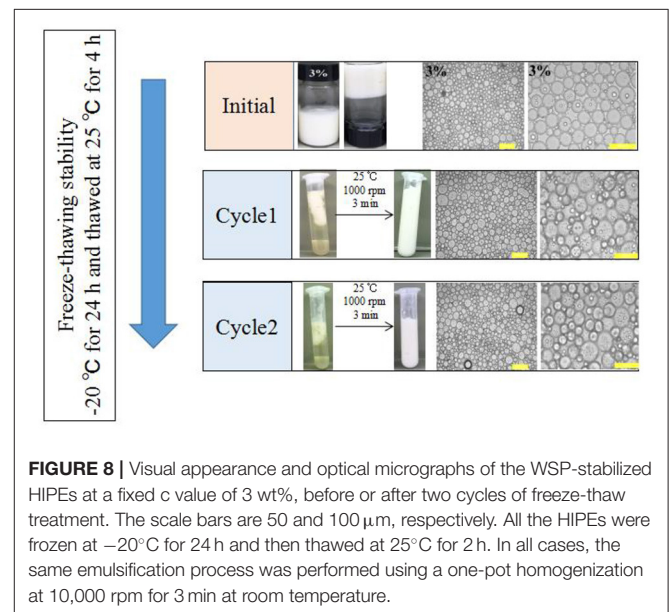 Freeze-thawing stability
-20 ℃ for 24 h and thawed at 25 ℃ for 4 h
Initial
3%
3%
3%
Cycle1
25 ℃
1000 rpm
3 min
Cycle2
25 ℃
1000 rpm
3 min
FIGURE 8 | Visual appearance and optical micrographs of the WSP-stabilized
HIPEs at a fixed c value of 3 wt%, before or after two cycles of freeze-thaw
treatment. The scale bars are 50 and 100 μm, respectively. All the HIPEs were
frozen at −20°C for 24 h and then thawed at 25°C for 2 h. In all cases, the
same emulsification process was performed using a one-pot homogenization
at 10,000 rpm for 3 min at room temperature.